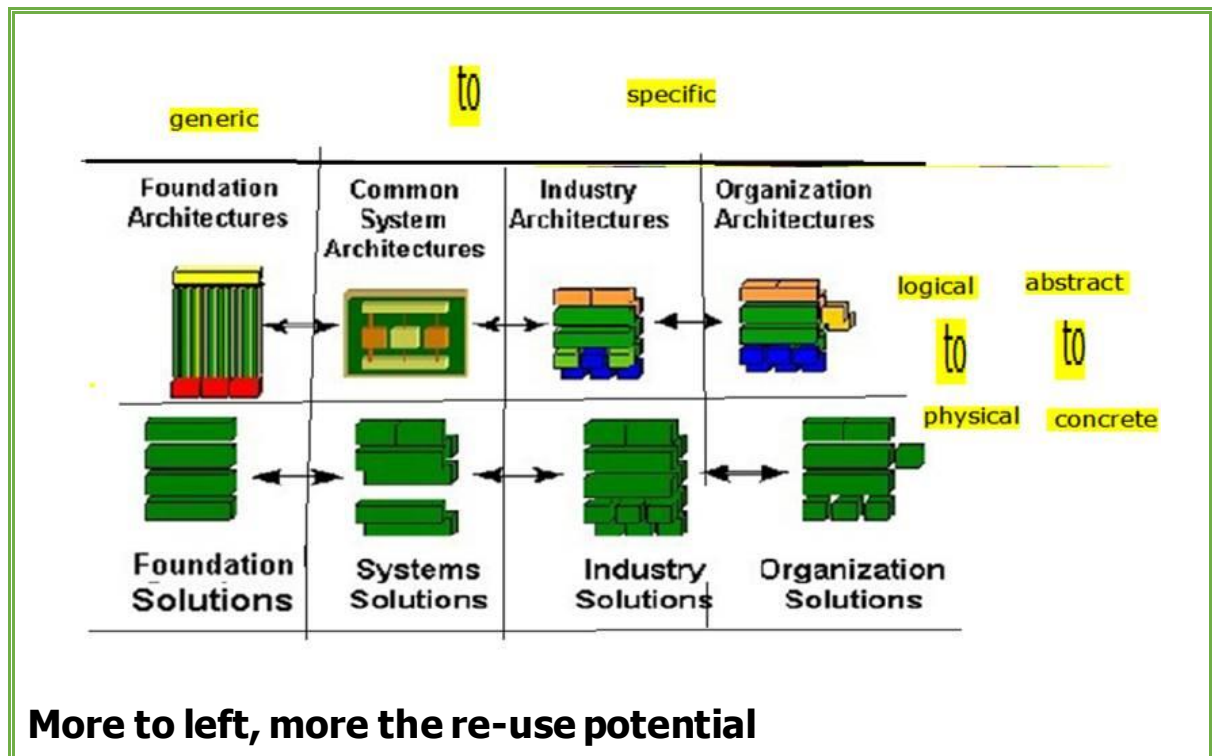 generic to specific
Foundation Architectures
Common System Architectures
Industry Architectures
Organization Architectures
logical to physical
abstract to concrete
Foundation Solutions
Systems Solutions
Industry Solutions
Organization Solutions
More to left, more the re-use potential